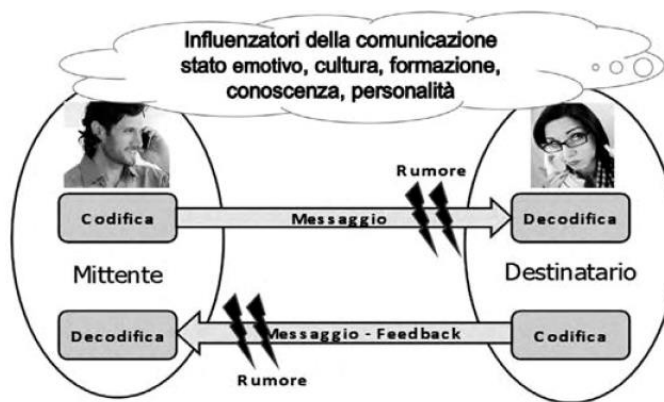 Influenzatori della comunicazione
stato emotivo, cultura, formazione,
conoscenza, personalità
Rumore
Codifica
Messaggio
Decodifica
Mittente
Destinatario
Decodifica
Messaggio - Feedback
Codifica
Rumore